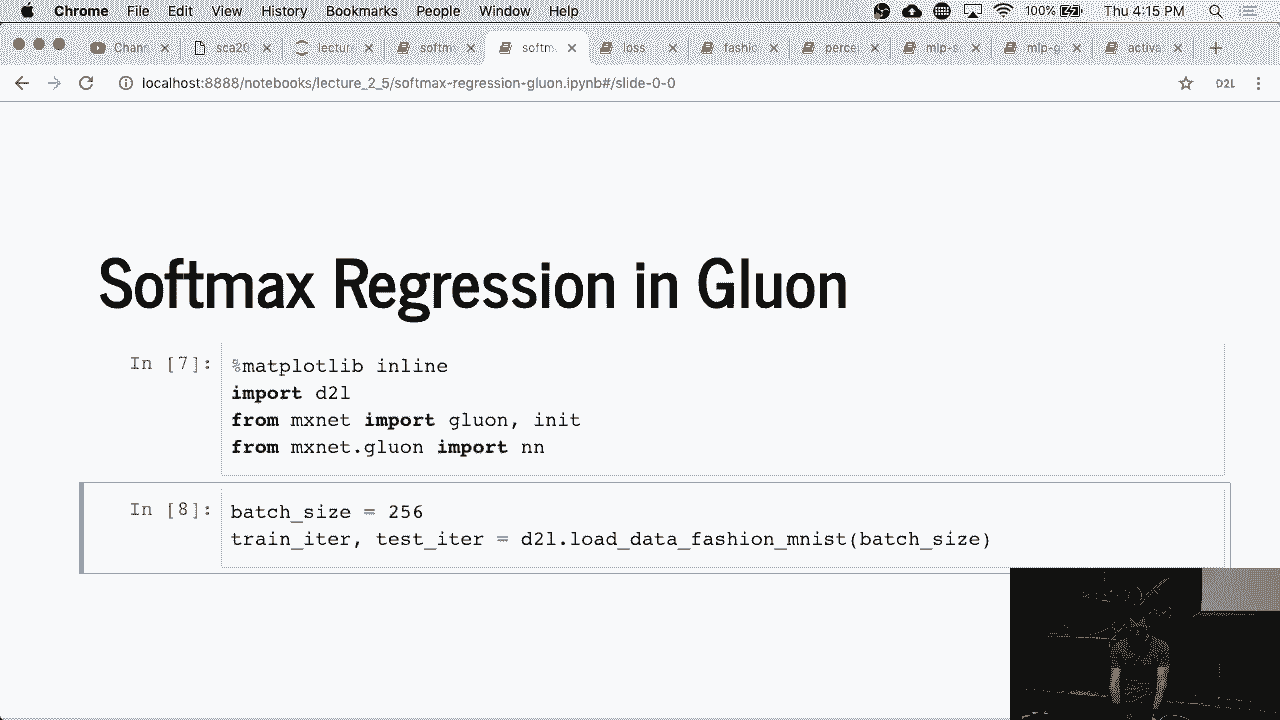 Chrome File Edit View History Bookmarks People Window Help 100% Thu 4:15 PM
Chann sca20 lecture softm softm. loss fashic percep mlp-s mlp-g activa
localhost:8888/notebooks/lecture_2_5/softmax-regression-gluon.ipynb#/slide-0-0 D2L
Softmax Regression in Gluon
In [7]: %matplotlib inline
import d2l
from mxnet import gluon, init
from mxnet.gluon import nn
In [8]: batch_size = 256
train_iter, test_iter = d2l.load_data_fashion_mnist(batch_size)